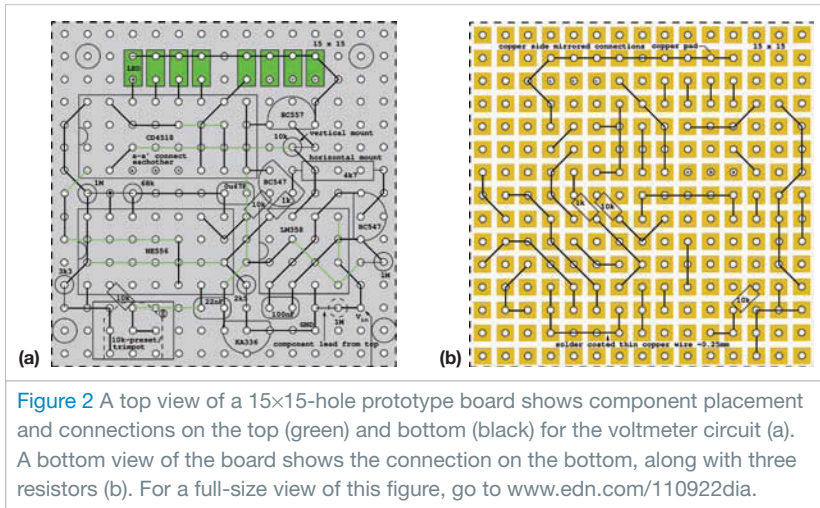 15 x 15
LED
BC557
10k
vertical mount
CD4518
a-a' connect
eachother
horizontal mount
4k7
1M
68k
0u47F
BC547
1k
10k
LM358
BC547
NE556
1M
3k3
10k
22nF
2k5
100nF
1M
Vin
GND
10k-preset/
trimpot
KA336
component lead from top
(a)
copper side mirrored connections
copper pad
15 x 15
1k
10k
10k
solder coated thin copper wire ~0.25mm
(b)
Figure 2 A top view of a 15×15-hole prototype board shows component placement
and connections on the top (green) and bottom (black) for the voltmeter circuit (a).
A bottom view of the board shows the connection on the bottom, along with three
resistors (b). For a full-size view of this figure, go to www.edn.com/110922dia.